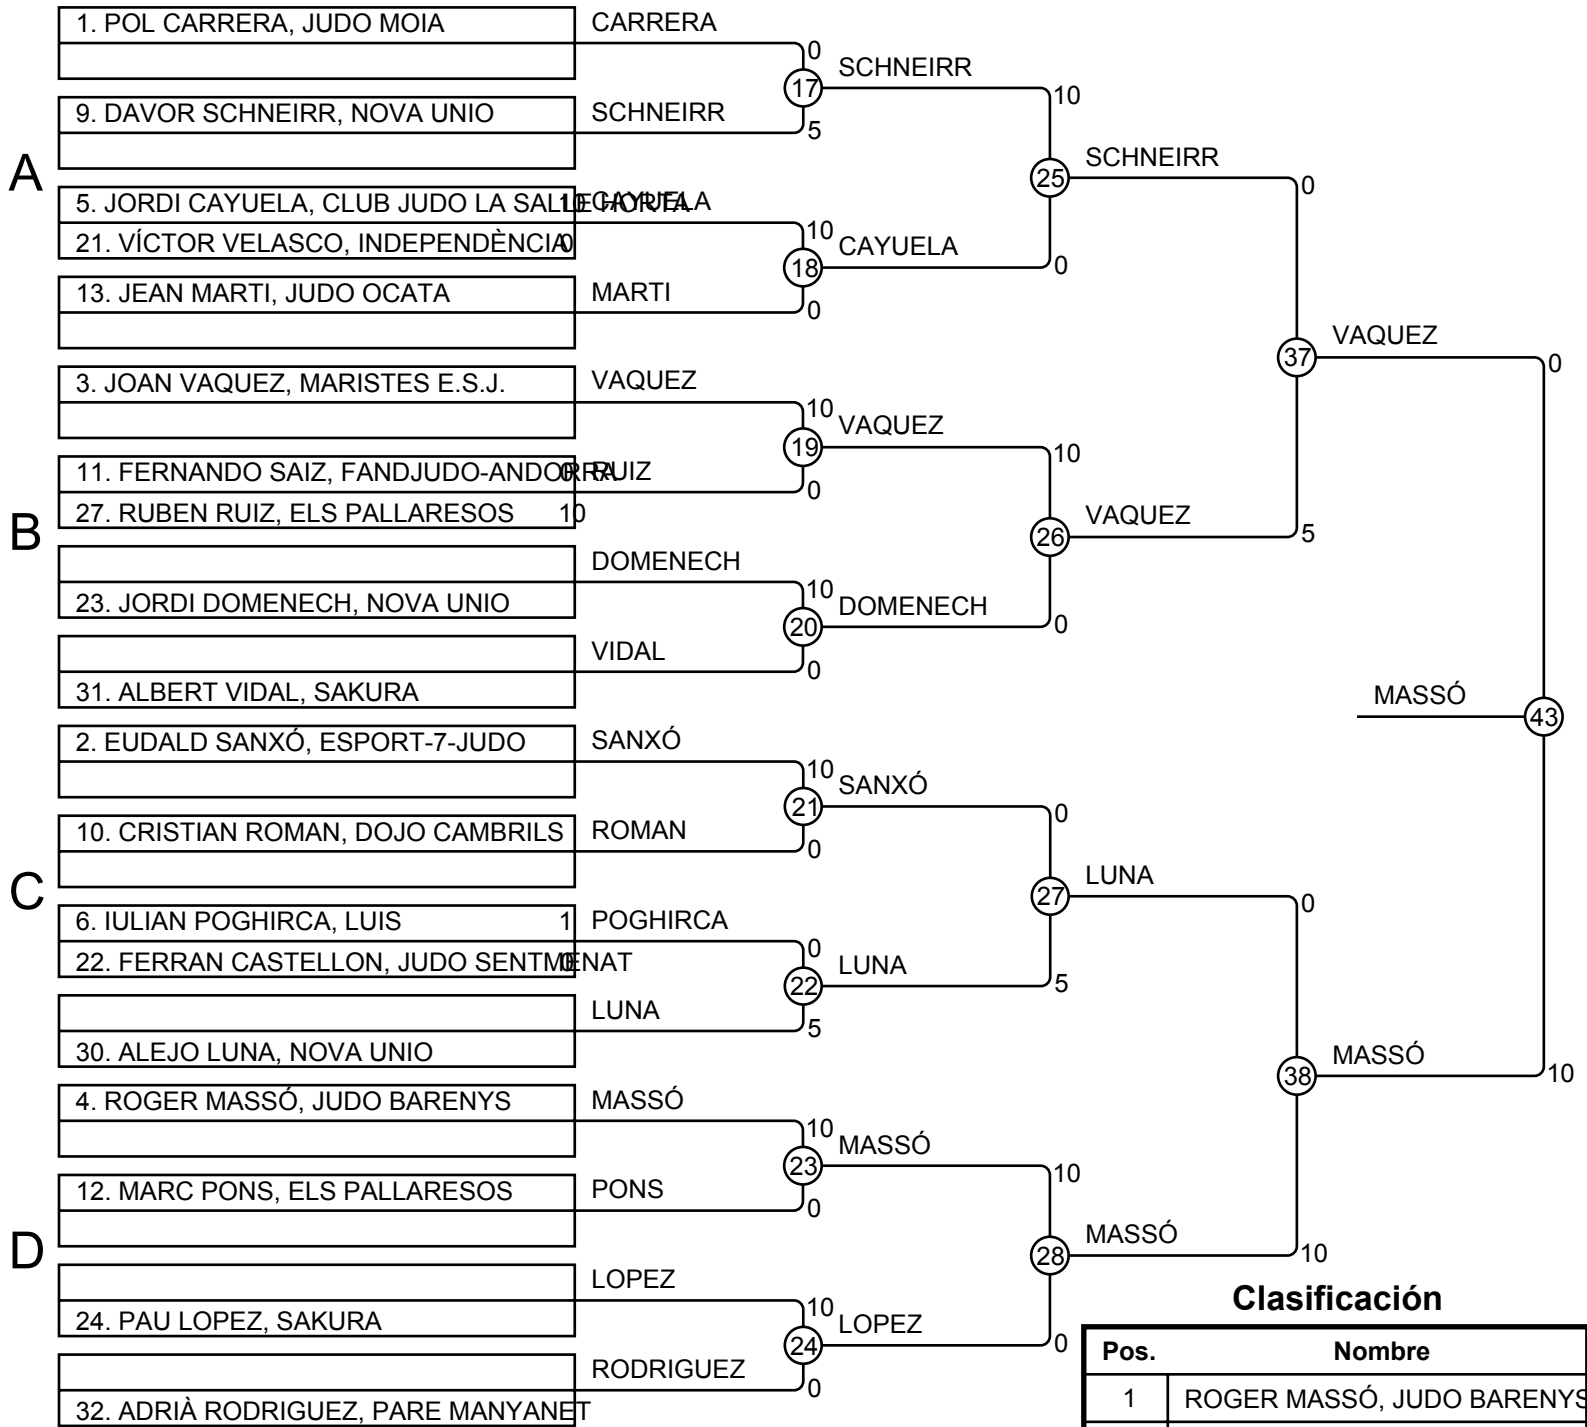 1. POL CARRERA, JUDO MOIA
CARRERA
0
17
SCHNEIRR
9. DAVOR SCHNEIRR, NOVA UNIO
SCHNEIRR
5
10
A
25
SCHNEIRR
0
5. JORDI CAYUELA, CLUB JUDO LA SALLE HORTA 10
CAYUELA
21. VÍCTOR VELASCO, INDEPENDÈNCIA 0
10
18
CAYUELA
0
13. JEAN MARTI, JUDO OCATA
MARTI
0
37
VAQUEZ
0
3. JOAN VAQUEZ, MARISTES E.S.J.
VAQUEZ
10
19
VAQUEZ
10
11. FERNANDO SAIZ, FANDJUDO-ANDORRA 0
RUIZ
27. RUBEN RUIZ, ELS PALLARESOS 10
0
B
26
VAQUEZ
5
DOMENECH
23. JORDI DOMENECH, NOVA UNIO
10
20
DOMENECH
0
VIDAL
31. ALBERT VIDAL, SAKURA
0
MASSÓ
43
2. EUDALD SANXÓ, ESPORT-7-JUDO
SANXÓ
10
21
SANXÓ
0
10. CRISTIAN ROMAN, DOJO CAMBRILS
ROMAN
0
C
27
LUNA
0
6. IULIAN POGHIRCA, LUIS 1
POGHIRCA
22. FERRAN CASTELLON, JUDO SENTMENAT 0
0
22
LUNA
5
LUNA
30. ALEJO LUNA, NOVA UNIO
5
38
MASSÓ
10
4. ROGER MASSÓ, JUDO BARENYS
MASSÓ
10
23
MASSÓ
10
12. MARC PONS, ELS PALLARESOS
PONS
0
D
28
MASSÓ
10
LOPEZ
24. PAU LOPEZ, SAKURA
10
24
LOPEZ
0
RODRIGUEZ
32. ADRIÀ RODRIGUEZ, PARE MANYANET
0
Clasificación
Pos. Nombre
1 ROGER MASSÓ, JUDO BARENYS